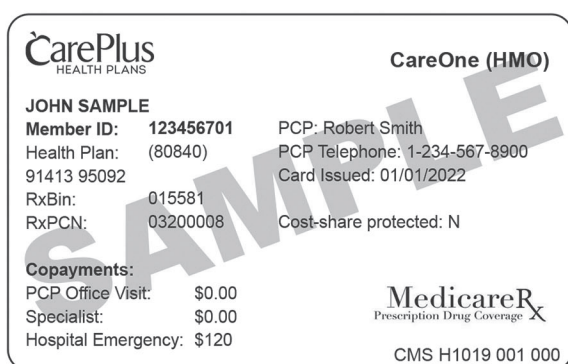 CarePlus
HEALTH PLANS
CareOne (HMO)
JOHN SAMPLE
Member ID: 123456701
Health Plan: (80840)
91413 95092
RxBin: 015581
RxPCN: 03200008
PCP: Robert Smith
PCP Telephone: 1-234-567-8900
Card Issued: 01/01/2022
Cost-share protected: N
Copayments:
PCP Office Visit: $0.00
Specialist: $0.00
Hospital Emergency: $120
MedicareRx
Prescription Drug Coverage
CMS H1019 001 000
SAMPLE